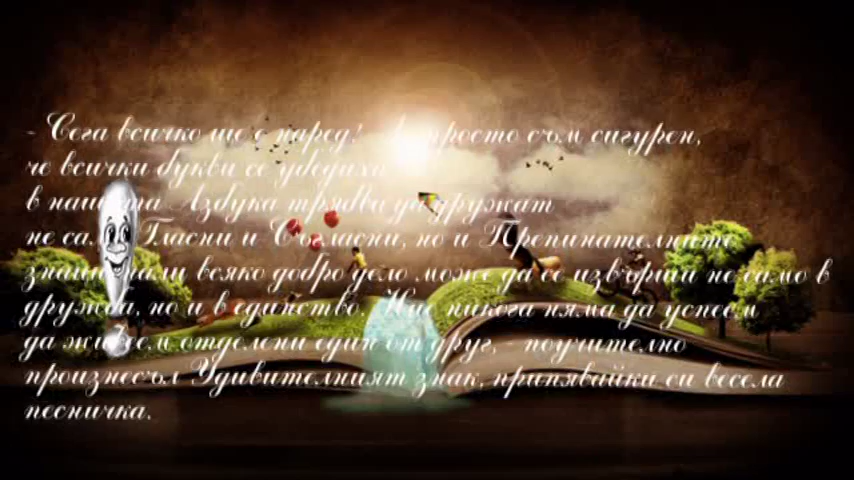 - Сега всичко ще е наред! Аз просто съм сигурен,
че всички букви се убедиха
в нашата Азбука трябва да дружат
не само Гласни и Съгласни, но и Препинателните
знаци, нали всяко добро дело може да се извърши не само в
дружба, но и в единство. Ние никога няма да успеем
да живеем отделени един от друг, поучително
произнесъл Удивителният знак, припявайки си весела
песничка.